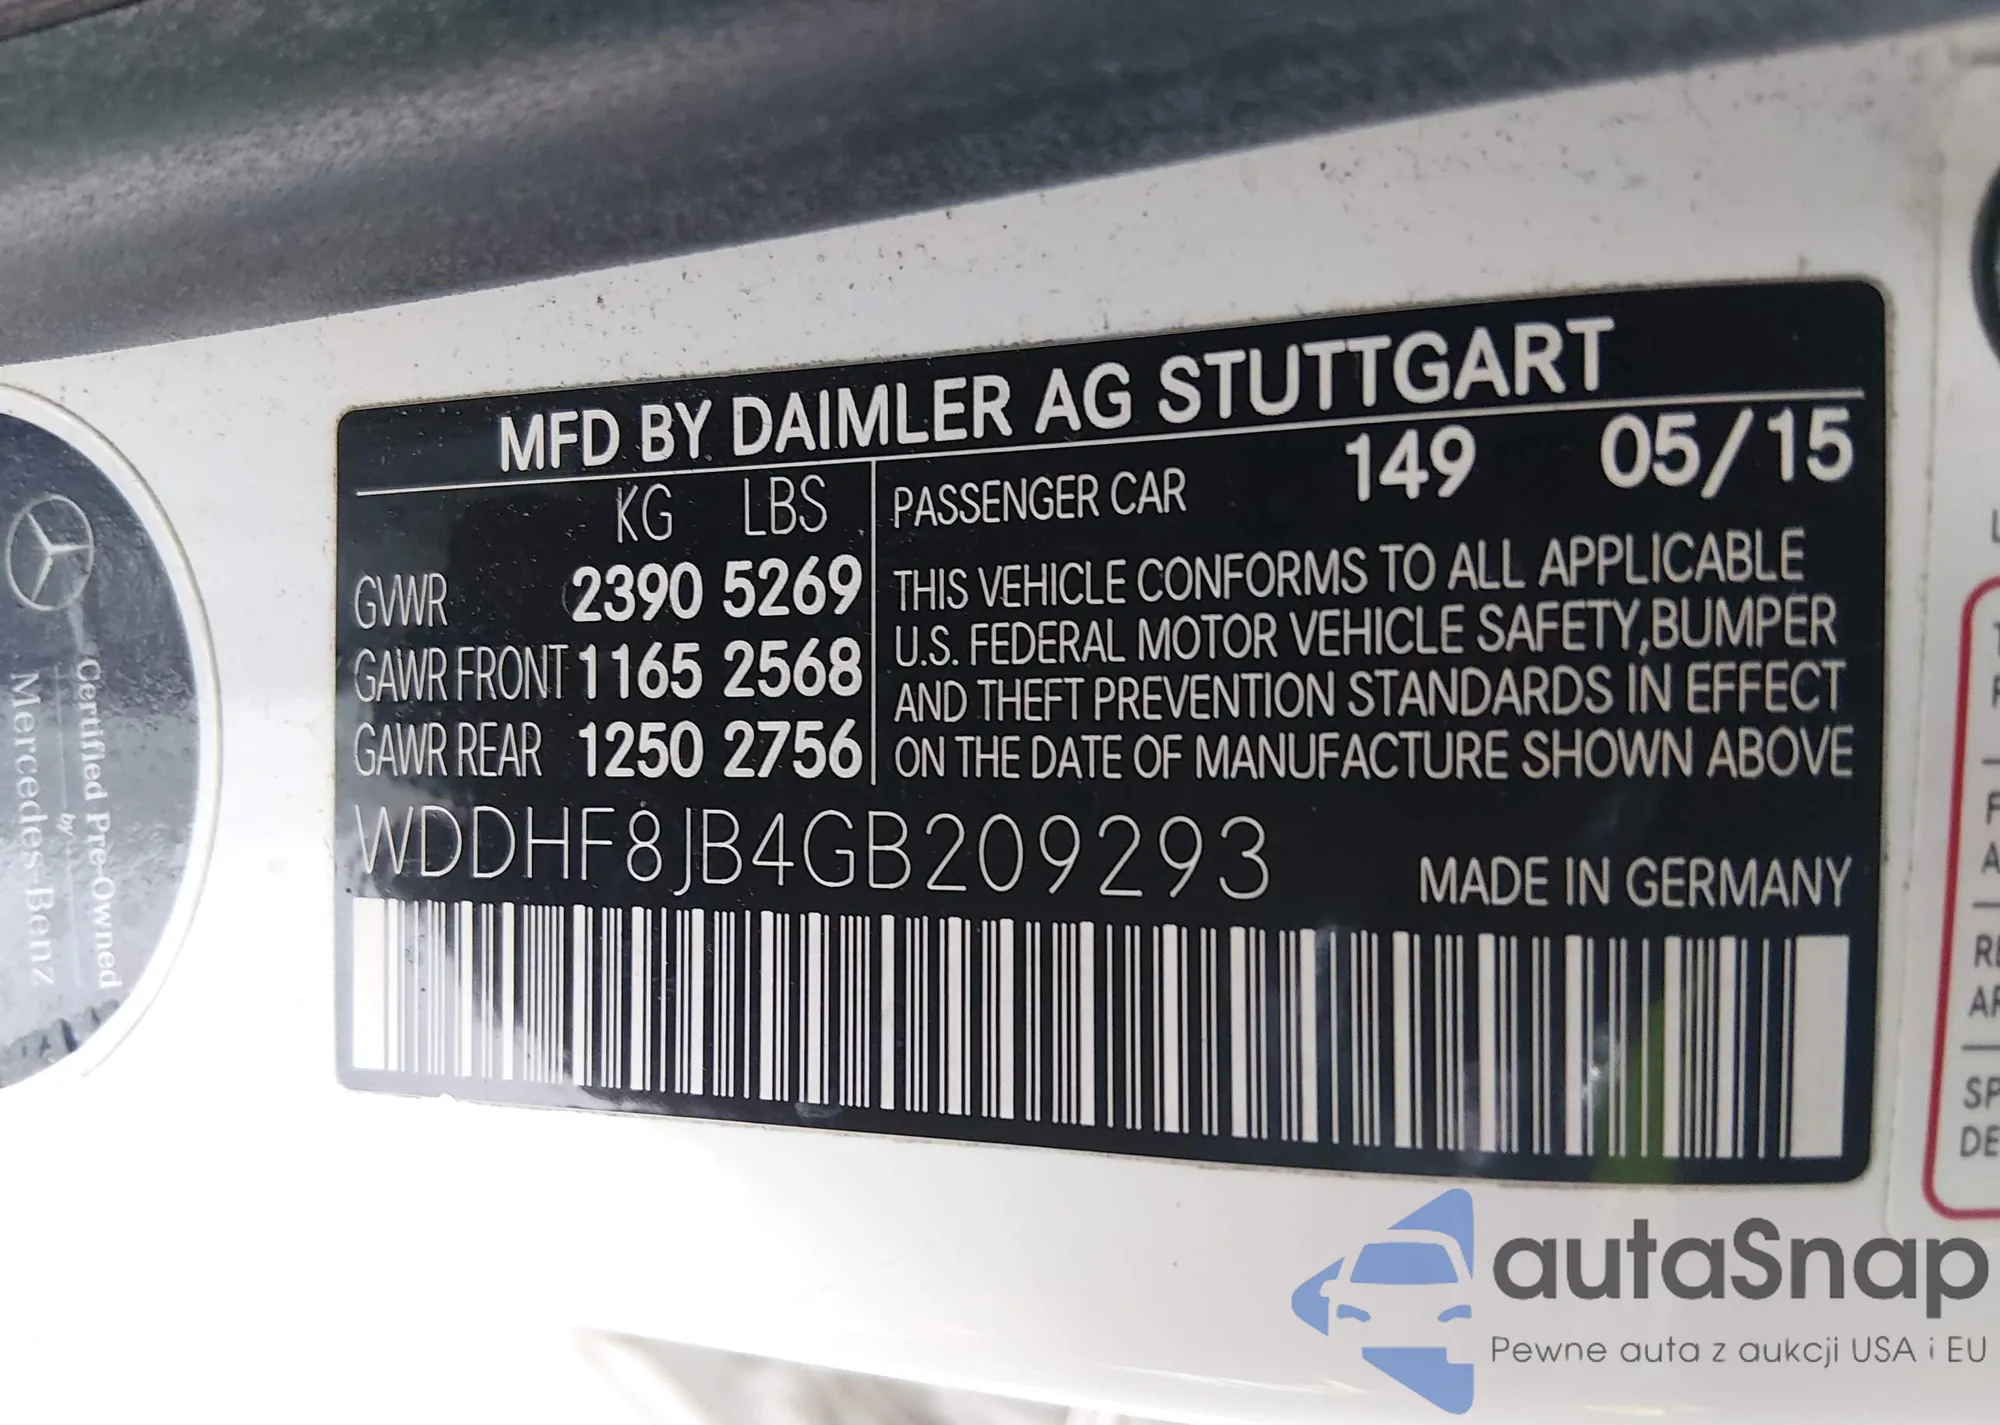 MFD BY DAIMLER AG STUTTGART
KG LBS
GVWR 2390 5269
GAWR FRONT 1165 2568
GAWR REAR 1250 2756
PASSENGER CAR 149 05/15
THIS VEHICLE CONFORMS TO ALL APPLICABLE
U.S. FEDERAL MOTOR VEHICLE SAFETY,BUMPER
AND THEFT PREVENTION STANDARDS IN EFFECT
ON THE DATE OF MANUFACTURE SHOWN ABOVE
WDDHF8JB4GB209293
MADE IN GERMANY
Certified Pre-Owned
by
Mercedes-Benz
autaSnap
Pewne auta z aukcji USA i EU